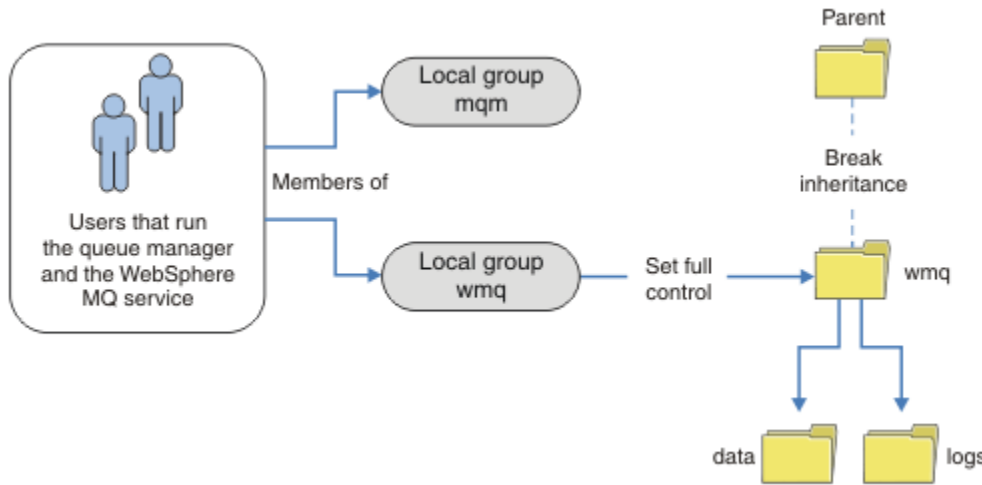 Parent
Local group
mqm
Break
inheritance
Members of
Users that run
the queue manager
and the WebSphere
MQ service
Local group
wmq
Set full
control
wmq
data
logs